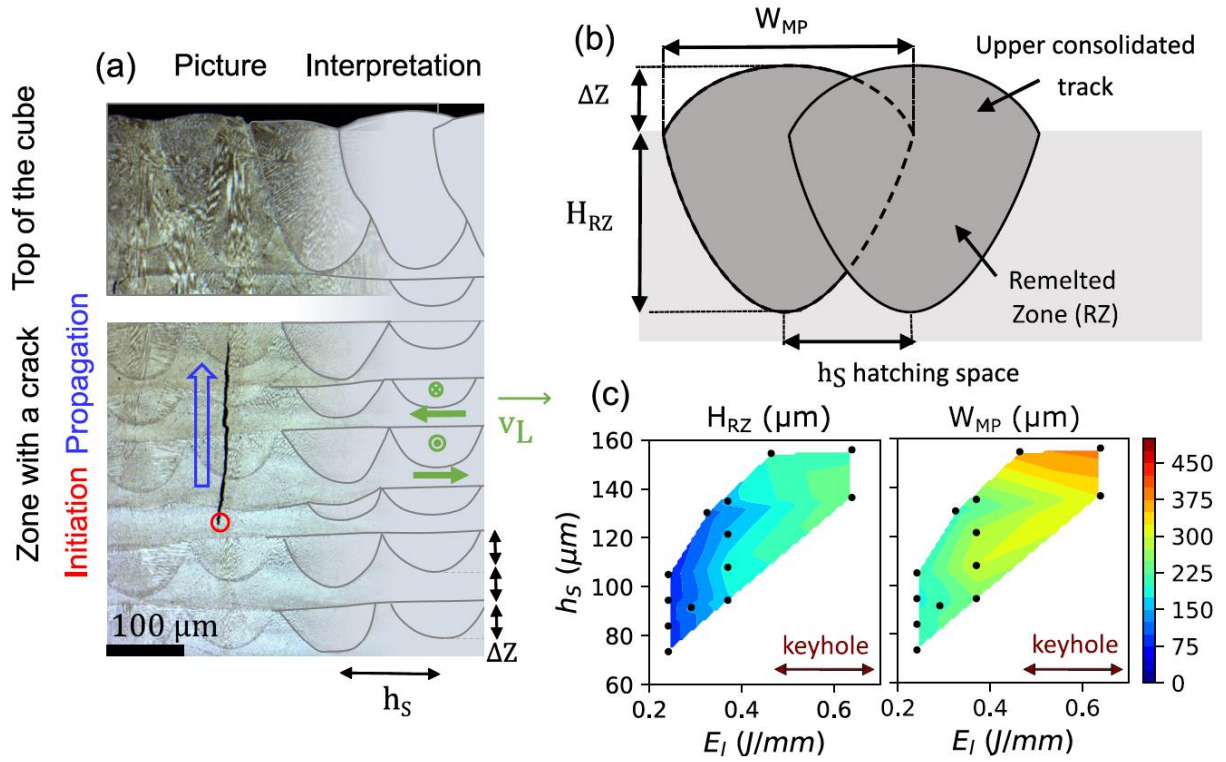 (a) Picture Interpretation
Top of the cube
Zone with a crack
Initiation Propagation
v_L
100 µm
ΔZ
h_S
(b)
W_MP
Upper consolidated
track
ΔZ
H_RZ
Remelted
Zone (RZ)
h_S hatching space
(c)
H_RZ (µm)
W_MP (µm)
h_S (µm)
160
140
120
100
80
60
keyhole
keyhole
0.2 0.4 0.6
0.2 0.4 0.6
E_l (J/mm)
E_l (J/mm)
450
375
300
225
150
75
0